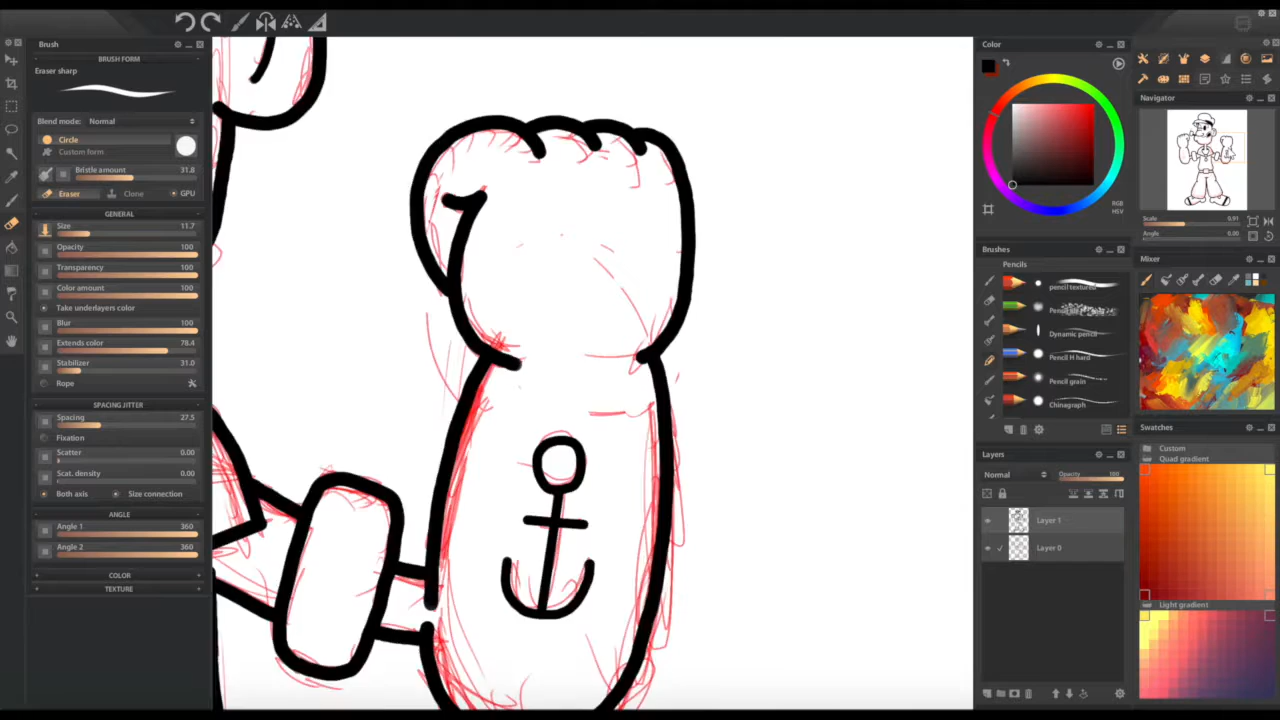 Brush
BRUSH FORM
Eraser sharp
Blend mode: Normal
Circle
Custom form
Bristle amount 31.8
Eraser Clone GPU
GENERAL
Size 11.7
Opacity 100
Transparency 100
Color amount 100
Take underlayers color
Blur 100
Extends color 78.4
Stabilizer 31.0
Rope
SPACING JITTER
Spacing 27.5
Fixation
Scatter 0.00
Scat. density 0.00
Both axis Size connection
ANGLE
Angle 1 360
Angle 2 360
COLOR
TEXTURE
Color
RGB
HSV
Brushes
Pencils
pencil textured
Dynamic pencil
Pencil H hard
Pencil grain
Chinagraph
Layers
Normal Opacity 100
Layer 1
Layer 0
Navigator
Scale 0.91
Angle 0.00
Mixer
Swatches
Custom
Quad gradient
Light gradient